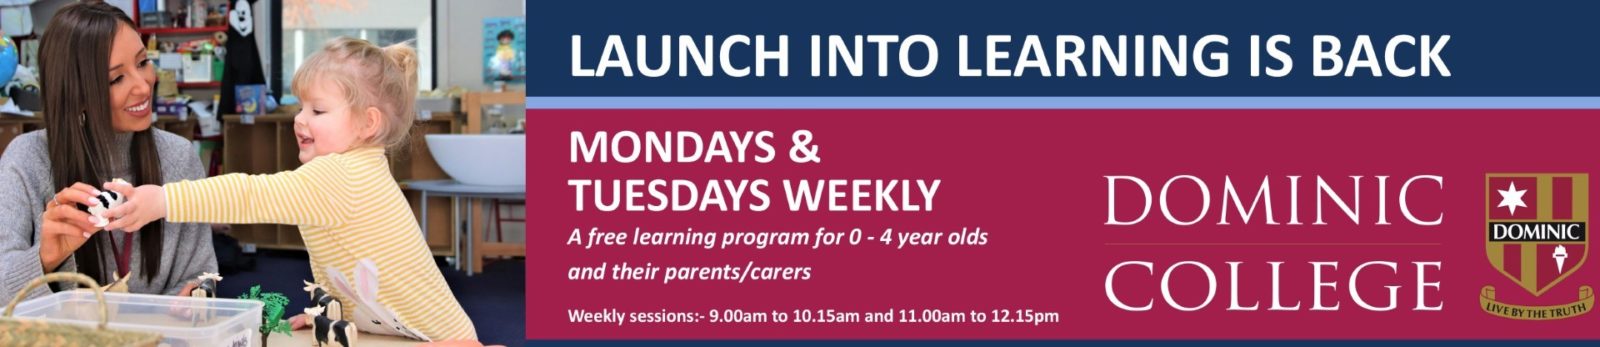 LAUNCH INTO LEARNING IS BACK
MONDAYS &
TUESDAYS WEEKLY
A free learning program for 0 - 4 year olds
and their parents/carers
Weekly sessions:- 9.00am to 10.15am and 11.00am to 12.15pm
DOMINIC
COLLEGE
DOMINIC
LIVE BY THE TRUTH